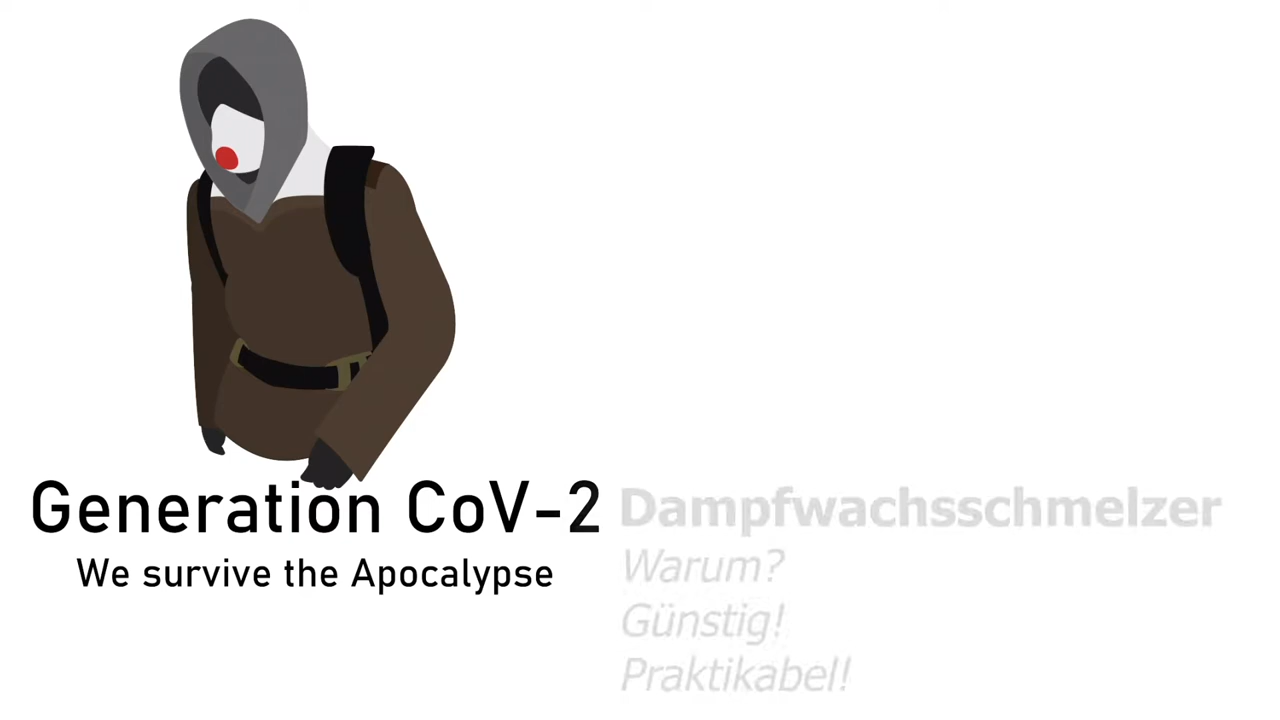 Generation CoV-2
We survive the Apocalypse
Dampfwachsschmelzer
Warum?
Günstig!
Praktikabel!